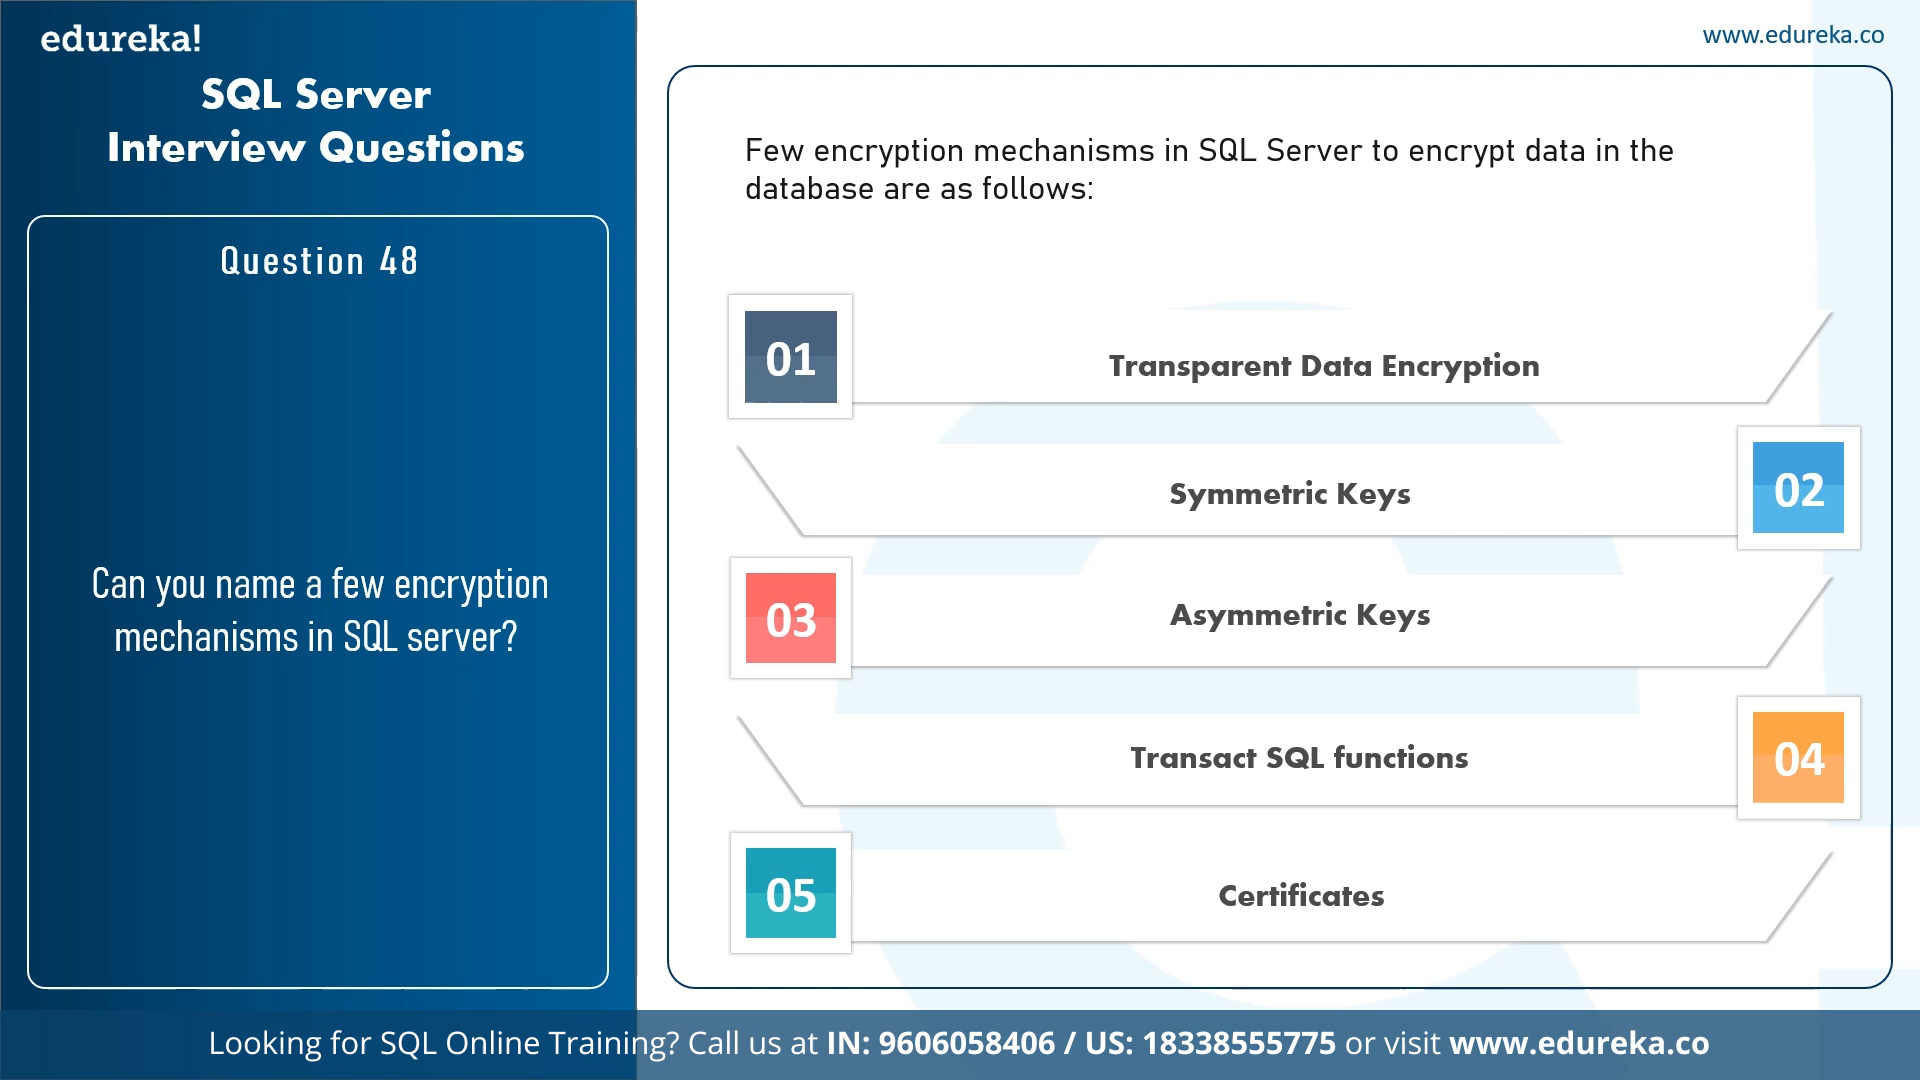 edureka!
www.edureka.co
SQL Server
Interview Questions
Question 48
Can you name a few encryption
mechanisms in SQL server?
Few encryption mechanisms in SQL Server to encrypt data in the
database are as follows:
01
Transparent Data Encryption
Symmetric Keys
02
03
Asymmetric Keys
Transact SQL functions
04
05
Certificates
Looking for SQL Online Training? Call us at IN: 9606058406 / US: 18338555775 or visit www.edureka.co